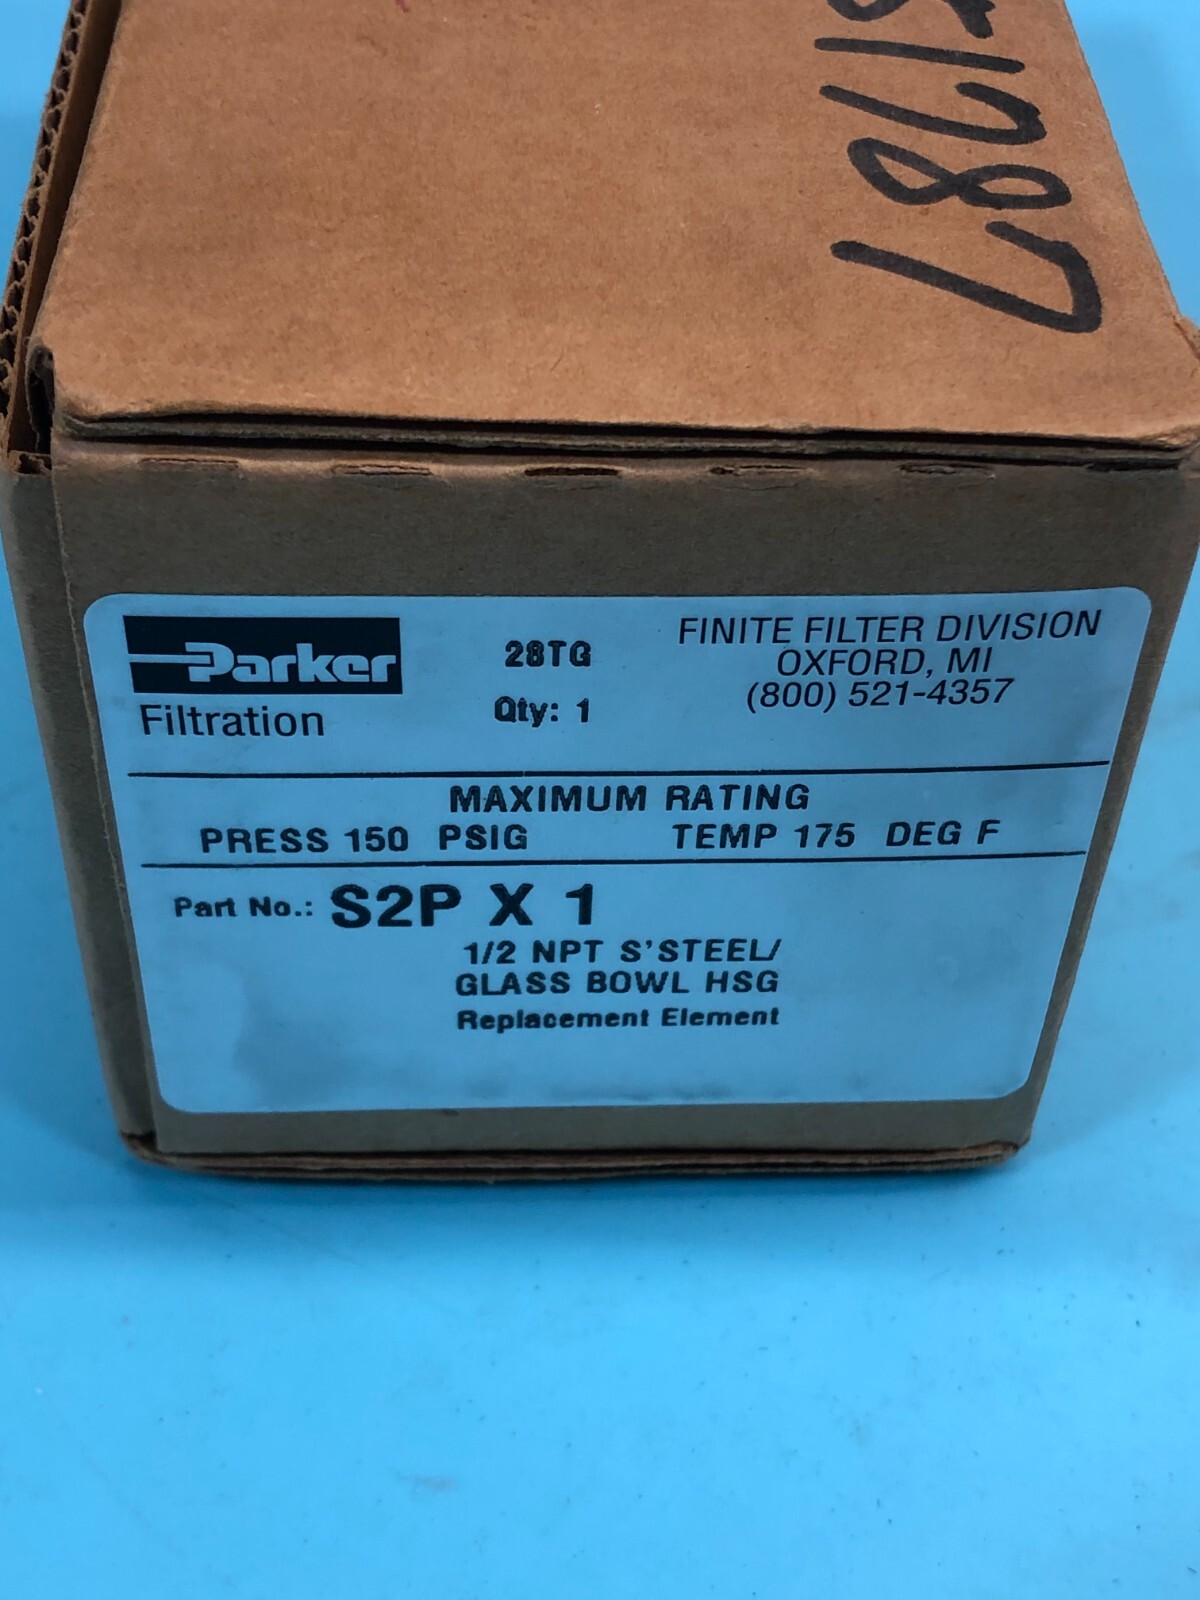 787
Parker
Filtration
28TG
Qty: 1
FINITE FILTER DIVISION
OXFORD, MI
(800) 521-4357
MAXIMUM RATING
PRESS 150 PSIG TEMP 175 DEG F
Part No.: S2P X 1
1/2 NPT S'STEEL/
GLASS BOWL HSG
Replacement Element